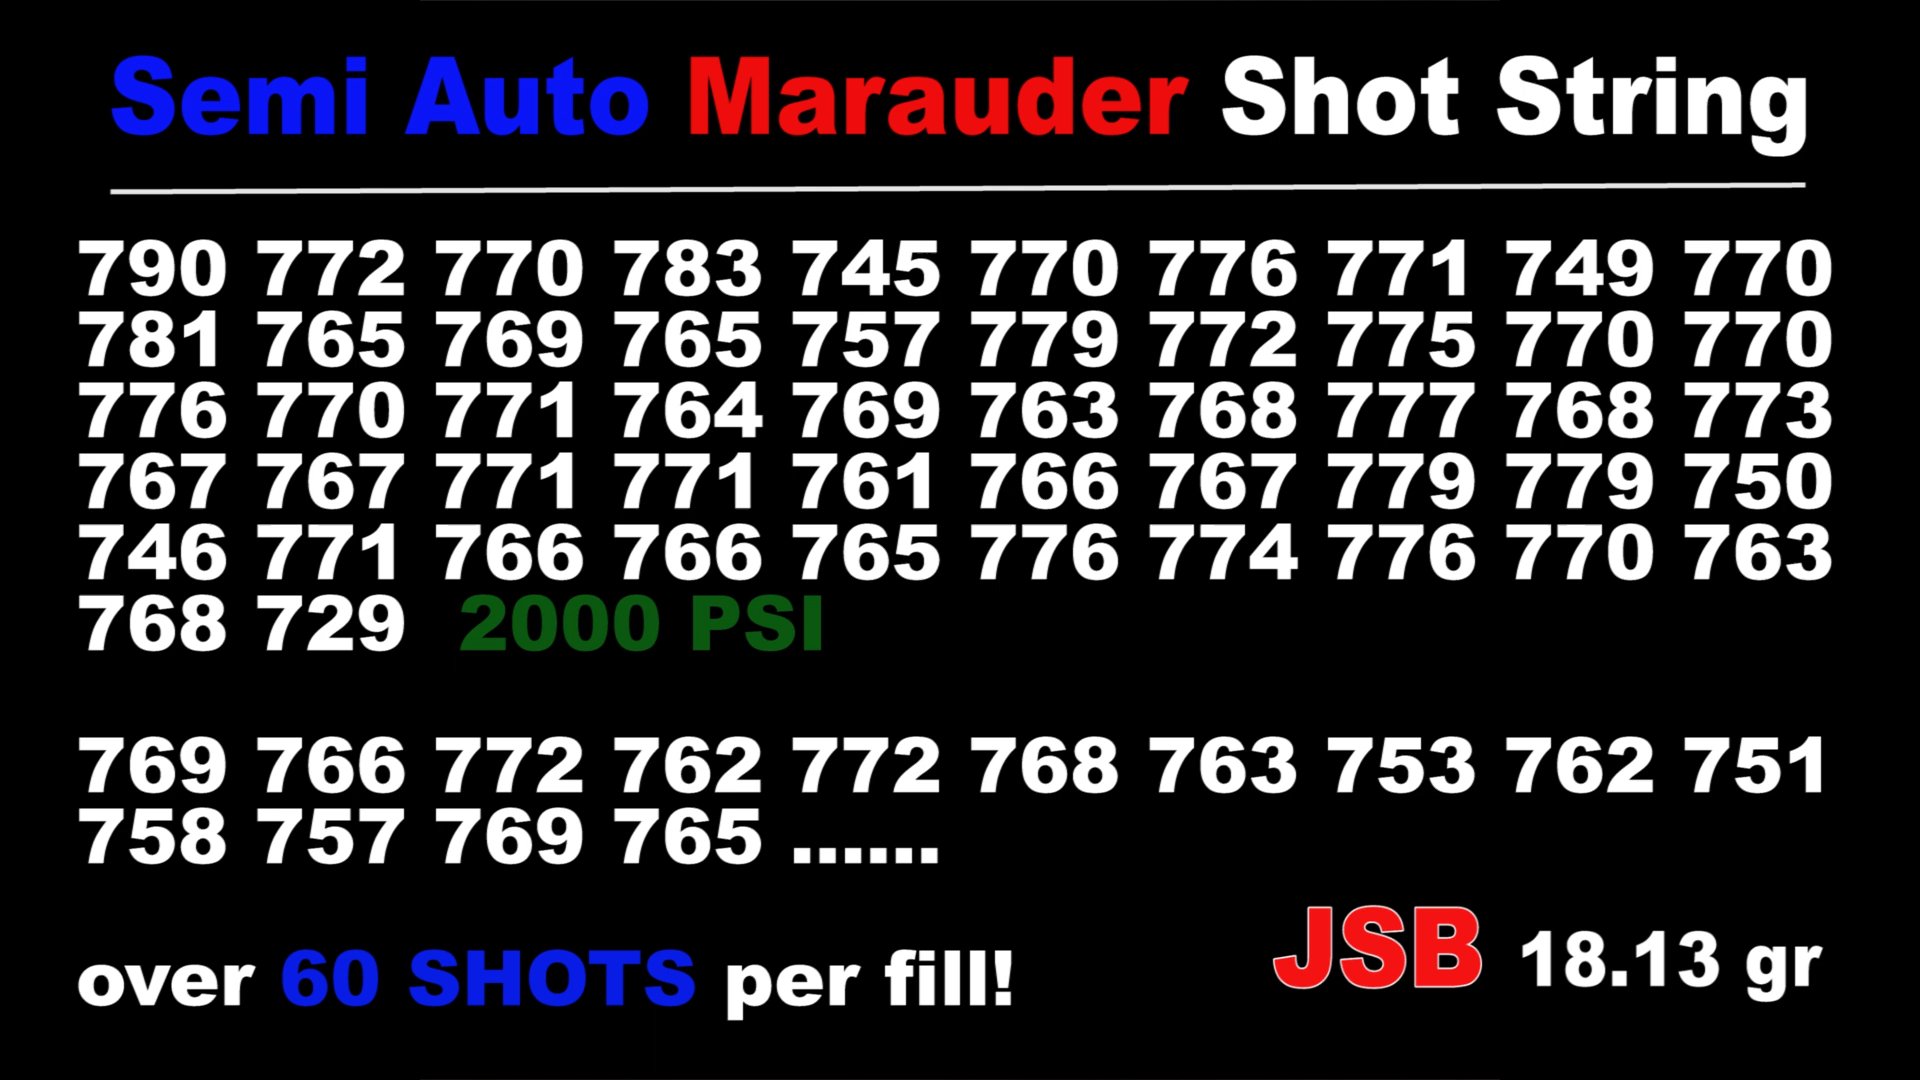 Semi Auto Marauder Shot String
790 772 770 783 745 770 776 771 749 770
781 765 769 765 757 779 772 775 770 770
776 770 771 764 769 763 768 777 768 773
767 767 771 771 761 766 767 779 779 750
746 771 766 766 765 776 774 776 770 763
768 729 2000 PSI
769 766 772 762 772 768 763 753 762 751
758 757 769 765 ......
over 60 SHOTS per fill!
JSB 18.13 gr